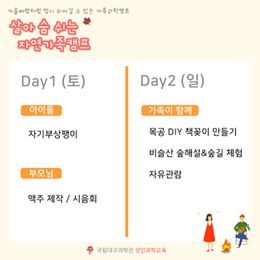 가을바람처럼 잠시 쉬어갈 수 있는 가족과학캠프
살아 숨 쉬는
자연가족캠프
Day1 (토)
아이들
자기부상팽이
부모님
맥주 제작 / 시음회
Day2 (일)
가족이 함께
목공 DIY 책꽂이 만들기
비슬산 숲해설&숲길 체험
자유관람
국립대구과학관 성인과학교육